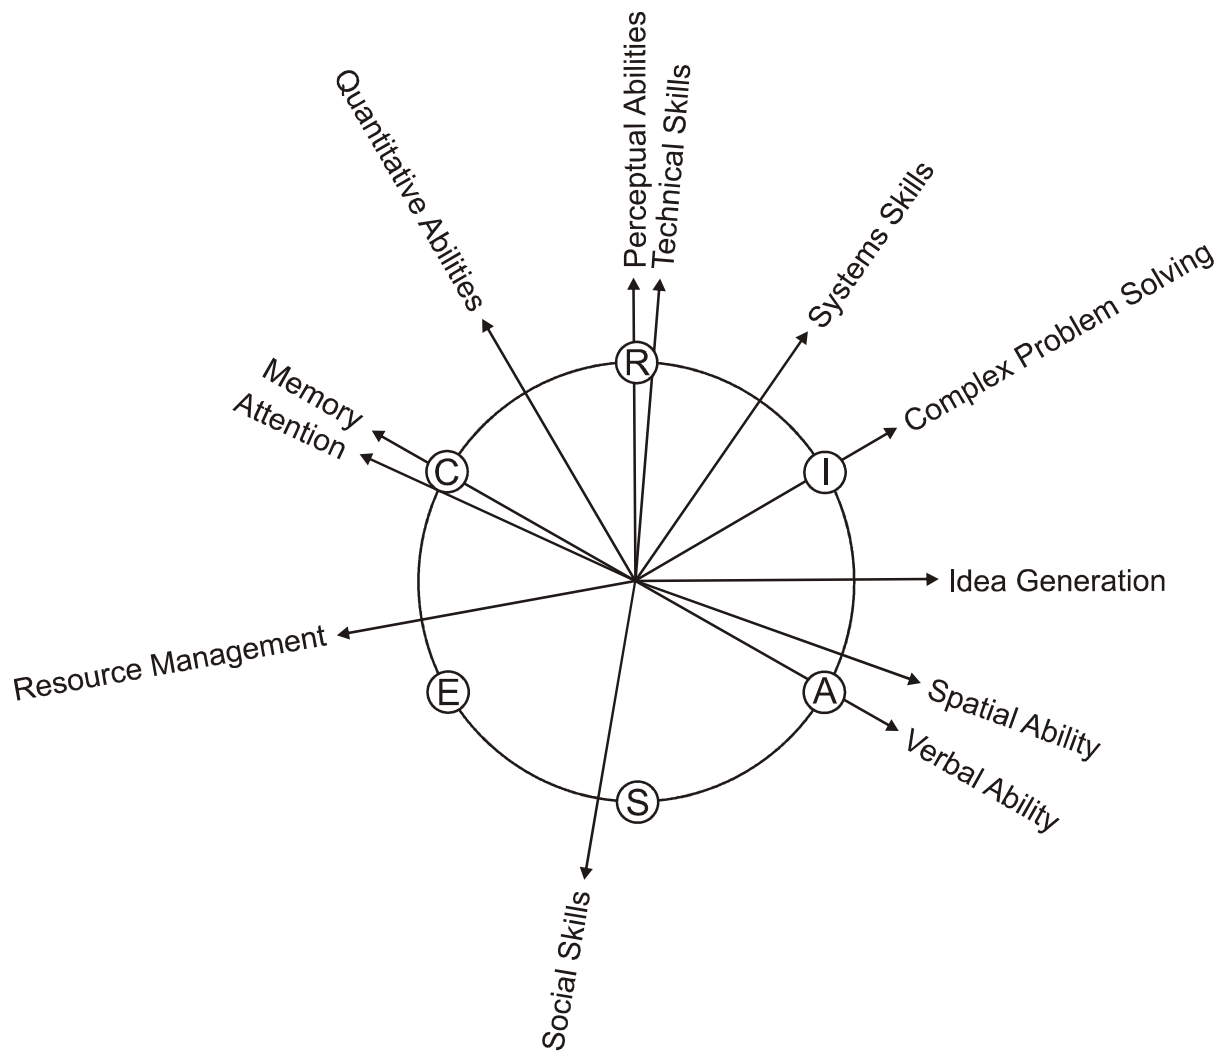 Perceptual Abilities
Technical Skills
Quantitative Abilities
Systems Skills
Complex Problem Solving
R
Memory
Attention
C
I
Idea Generation
Resource Management
E
A
Spatial Ability
Verbal Ability
S
Social Skills